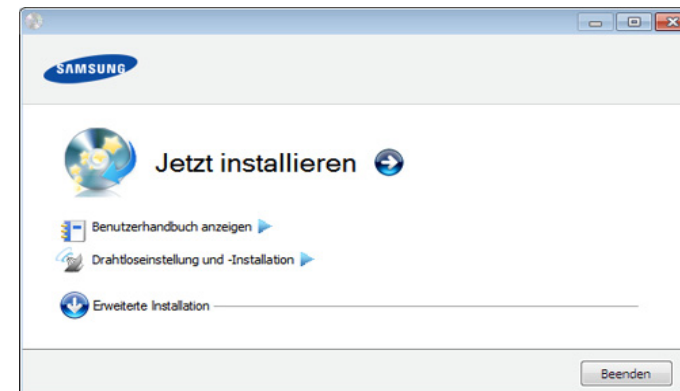 SAMSUNG
Jetzt installieren
Benutzerhandbuch anzeigen
Drahtloseinstellung und -Installation
Erweiterte Installation
Beenden